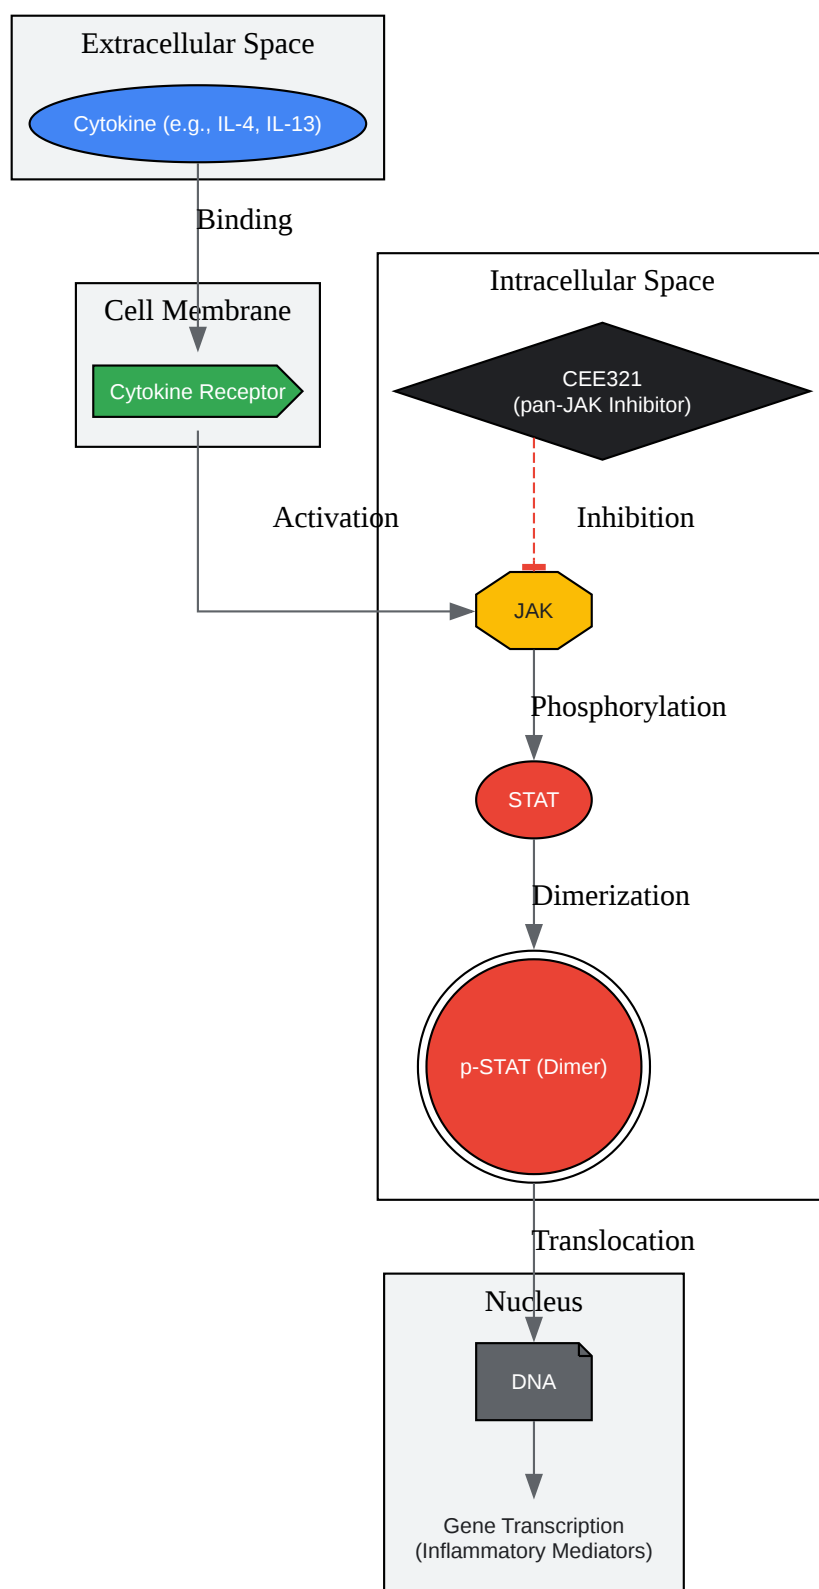 Extracellular Space
Cytokine (e.g., IL-4, IL-13)
Binding
Cell Membrane
Cytokine Receptor
Intracellular Space
CEE321
(pan-JAK Inhibitor)
Activation
Inhibition
JAK
Phosphorylation
STAT
Dimerization
p-STAT (Dimer)
Translocation
Nucleus
DNA
Gene Transcription
(Inflammatory Mediators)